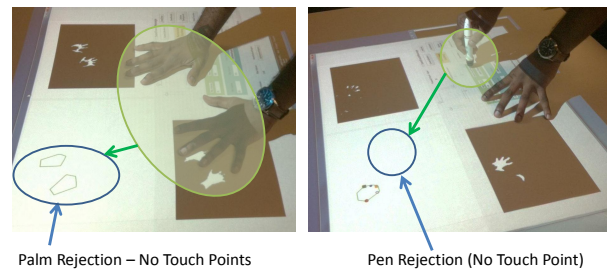 Palm Rejection – No Touch Points
Pen Rejection (No Touch Point)